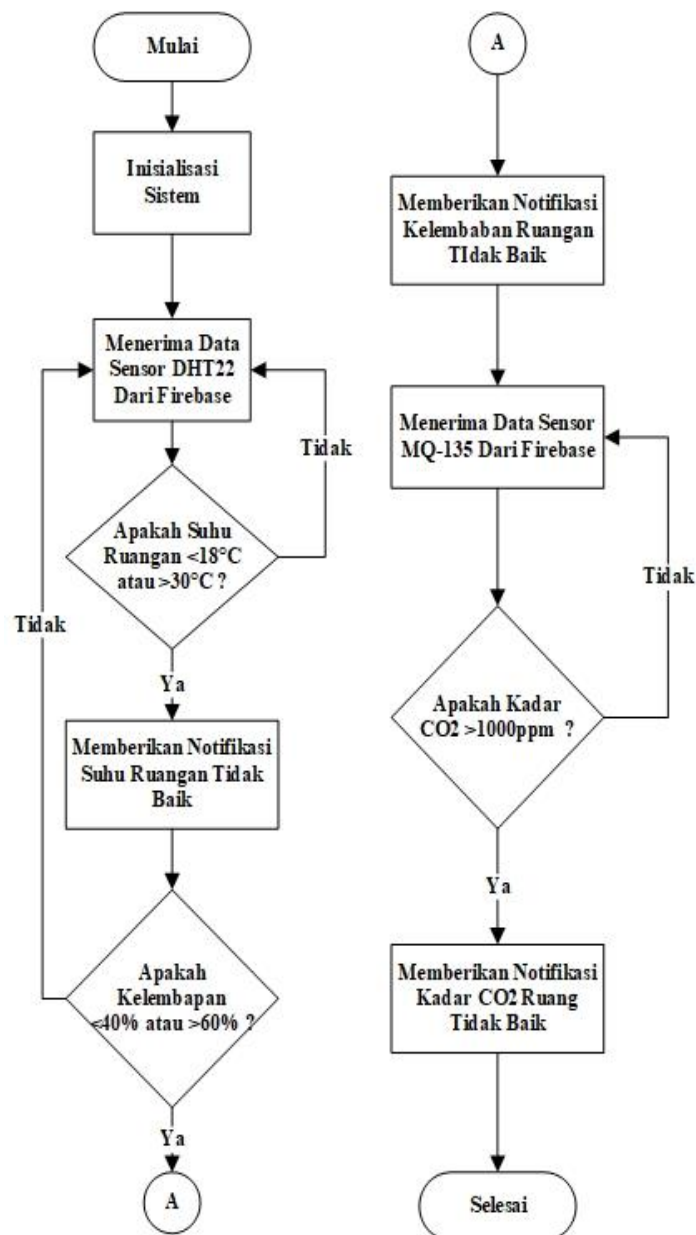 Mulai
Inisialisasi
Sistem
Menerima Data
Sensor DHT22
Dari Firebase
Tidak
Apakah Suhu
Ruangan <18°C
atau >30°C ?
Tidak
Ya
Memberikan Notifikasi
Suhu Ruangan Tidak
Baik
Apakah
Kelembapan
<40% atau >60% ?
Ya
A
A
Memberikan Notifikasi
Kelembaban Ruangan
TIdak Baik
Menerima Data Sensor
MQ-135 Dari Firebase
Tidak
Apakah Kadar
CO2 >1000ppm ?
Ya
Memberikan Notifikasi
Kadar CO2 Ruang
Tidak Baik
Selesai